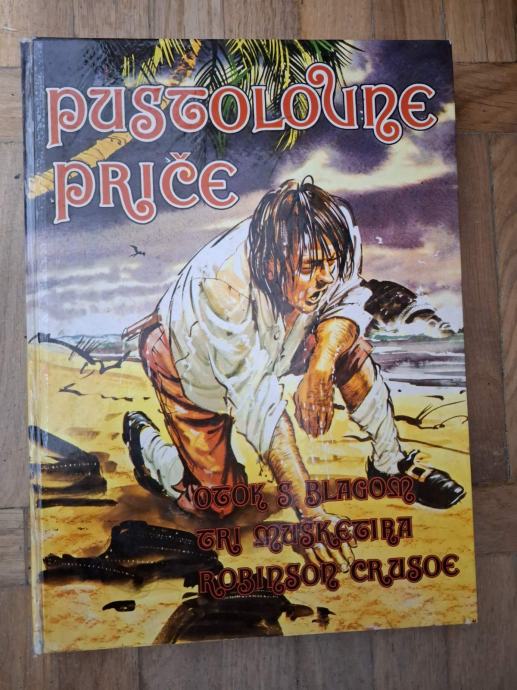 PUSTOLOVNE
PRIČE
OTOK S BLAGOM
TRI MUŠKETIRA
ROBINSON CRUSOE